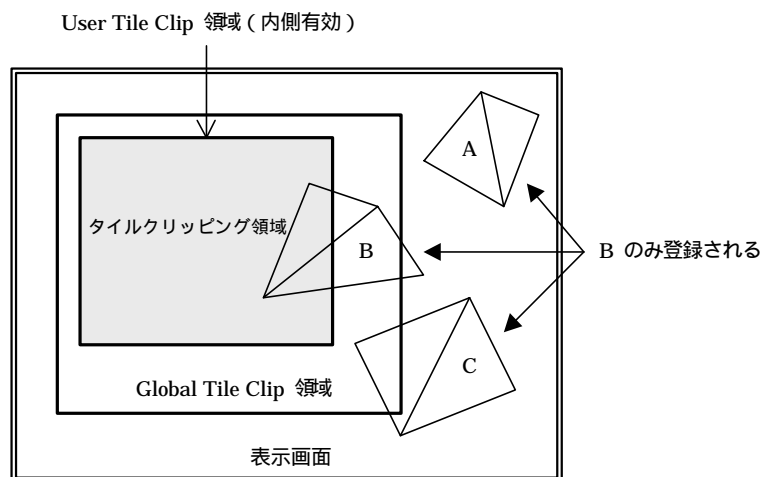 User Tile Clip 領域（内側有効）
A
タイルクリッピング領域
B
B のみ登録される
C
Global Tile Clip 領域
表示画面